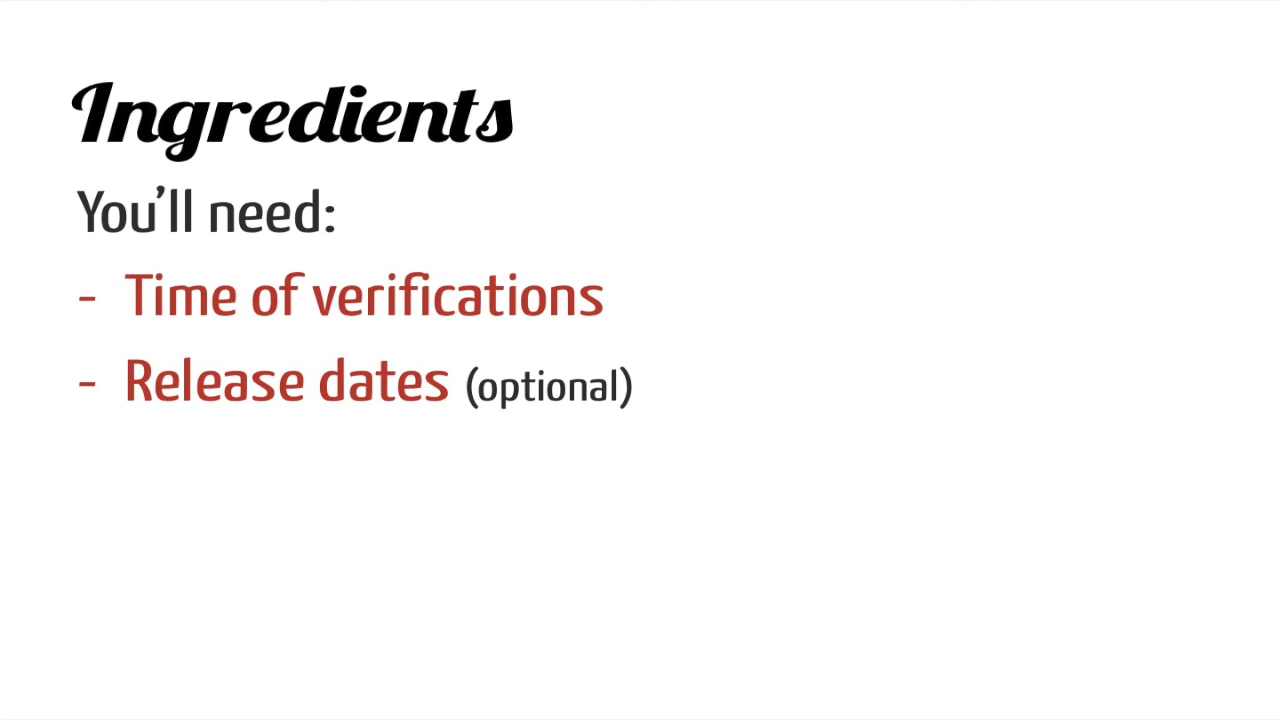 Ingredients
You’ll need:
- Time of verifications
- Release dates (optional)